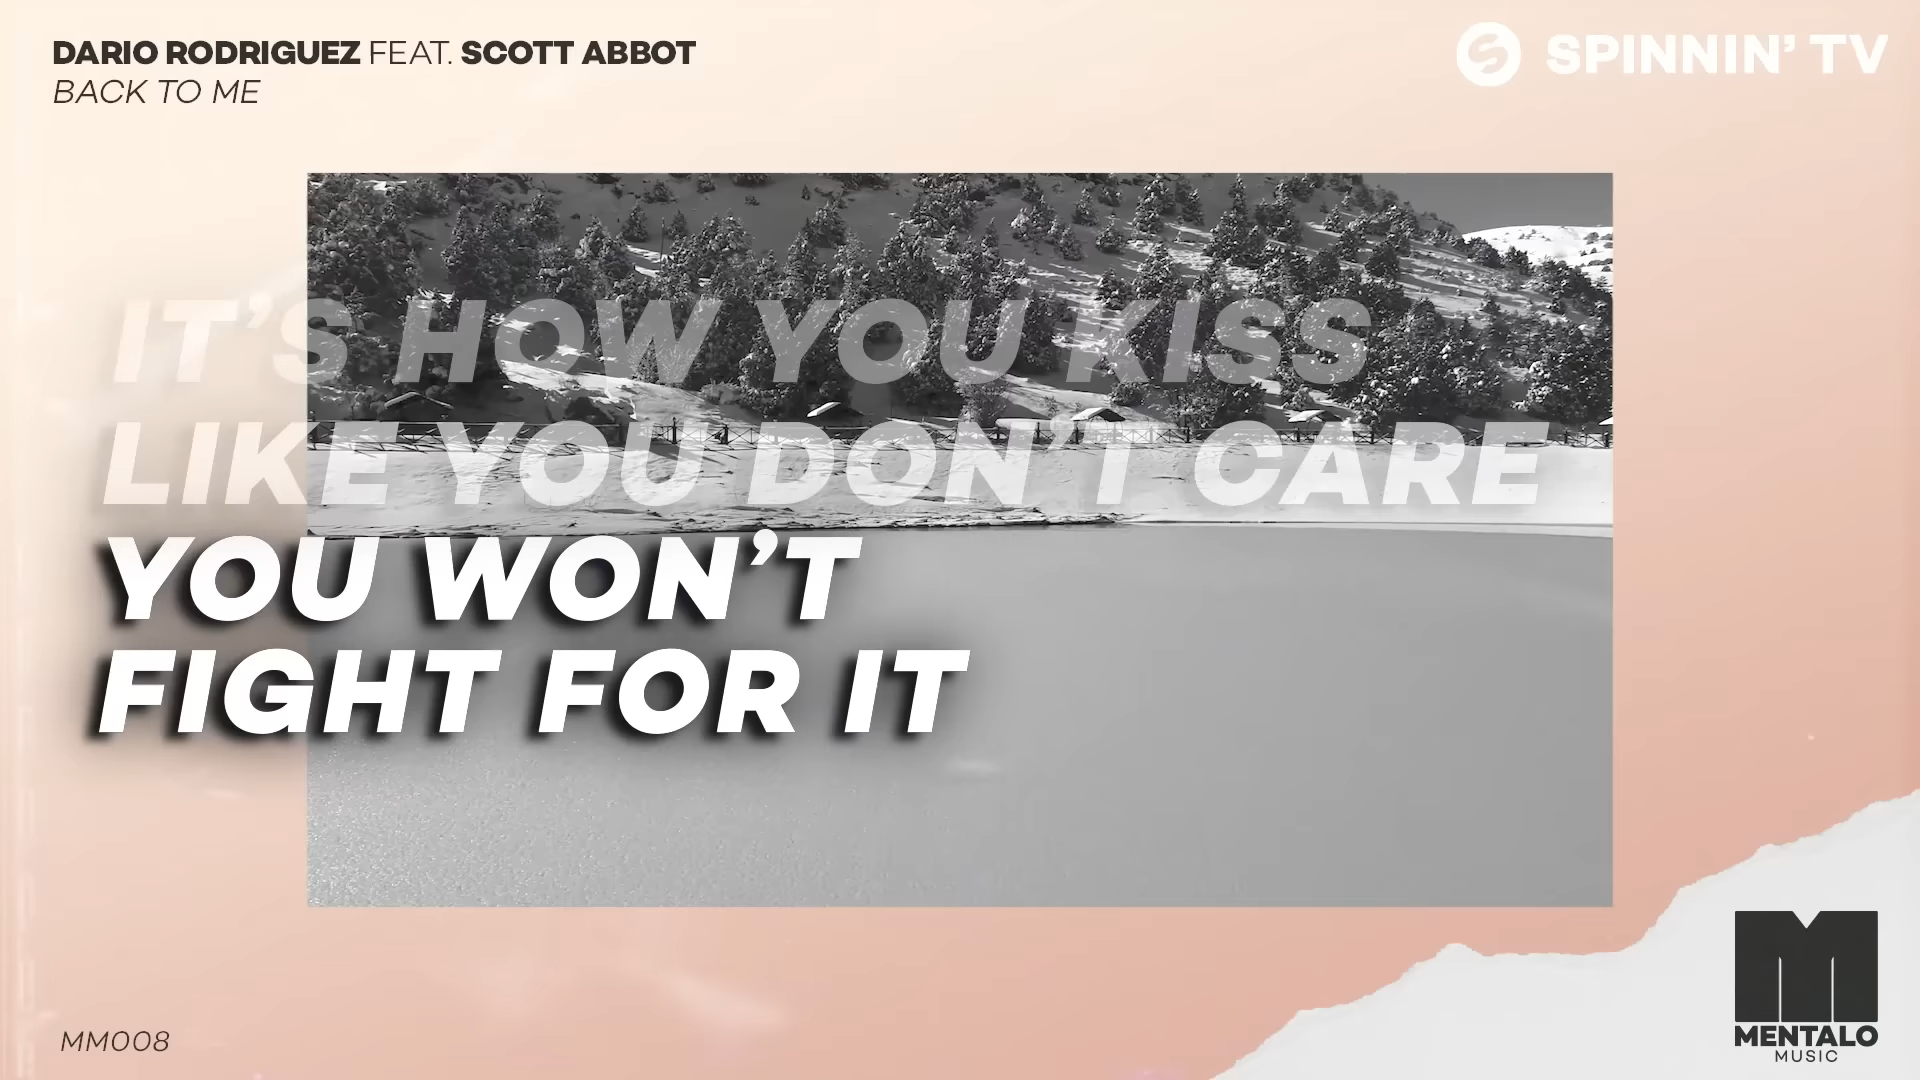 DARIO RODRIGUEZ FEAT. SCOTT ABBOT
BACK TO ME
SPINNIN’ TV
IT’S HOW YOU KISS
LIKE YOU DON’T CARE
YOU WON’T
FIGHT FOR IT
MM008
MENTALO
MUSIC